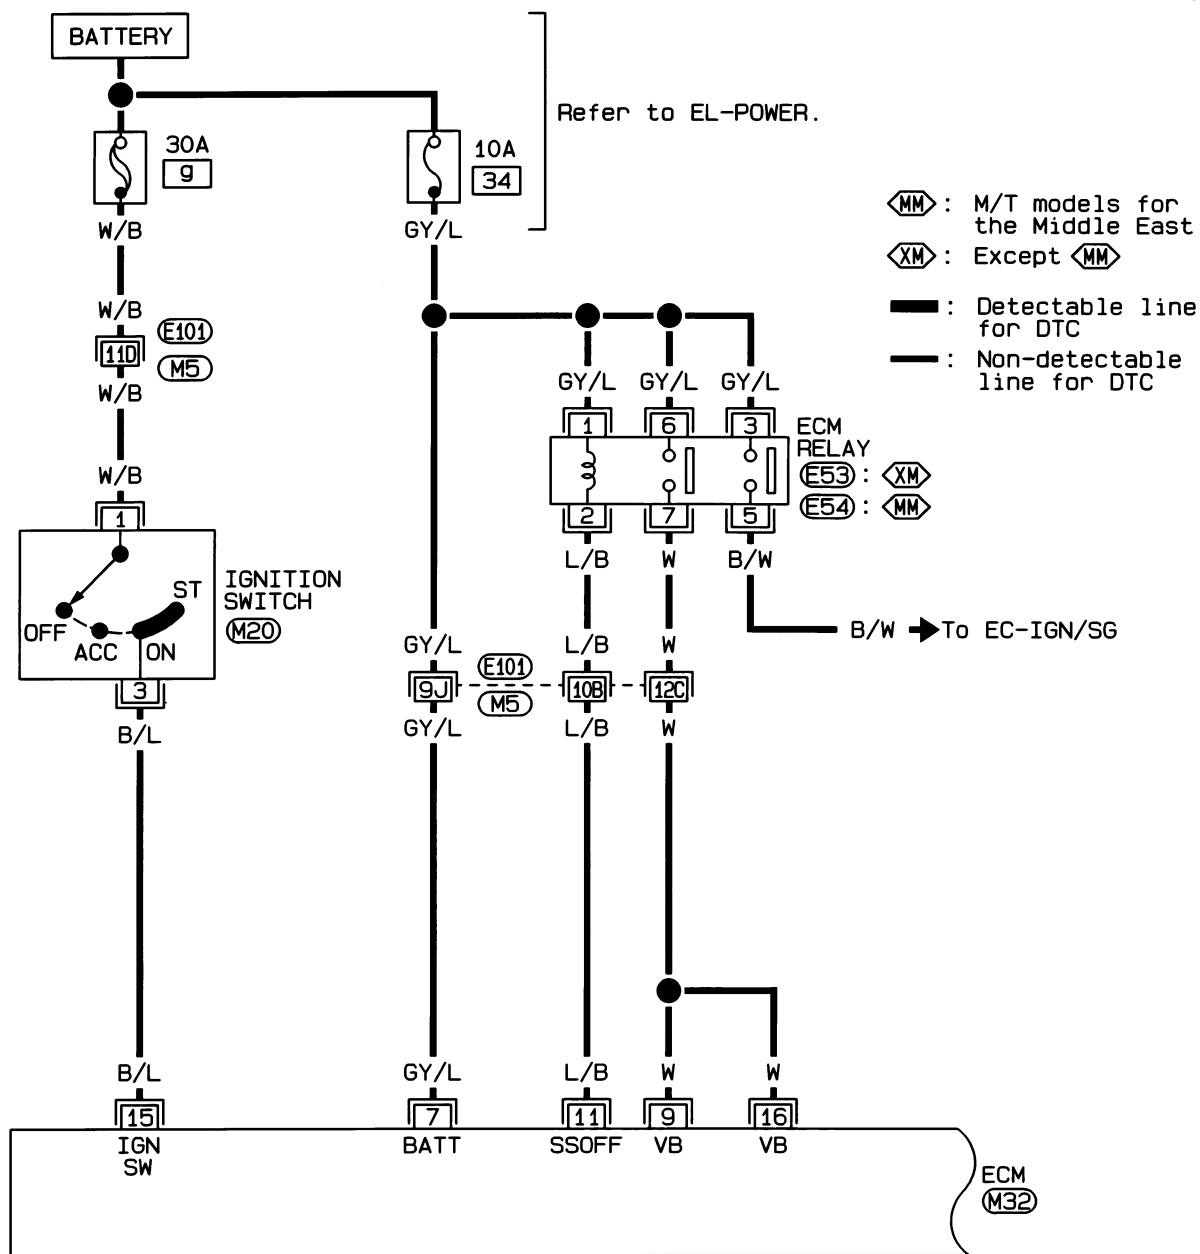 BATTERY
Refer to EL-POWER.
30A
g
10A
34
W/B
GY/L
MM : M/T models for
the Middle East
XM : Except MM
: Detectable line
for DTC
: Non-detectable
line for DTC
W/B
E101
11D
M5
W/B
GY/L GY/L GY/L
W/B
1 6 3
ECM
RELAY
E53 : XM
E54 : MM
1
2 7 5
L/B W B/W
IGNITION
SWITCH
M20
ST
OFF
ACC
ON
B/W To EC-IGN/SG
GY/L L/B W
E101
3
9J 10B 12C
M5
B/L
GY/L L/B W
B/L GY/L L/B W W
15 7 11 9 16
IGN
SW
BATT SSOFF VB VB
ECM
M32